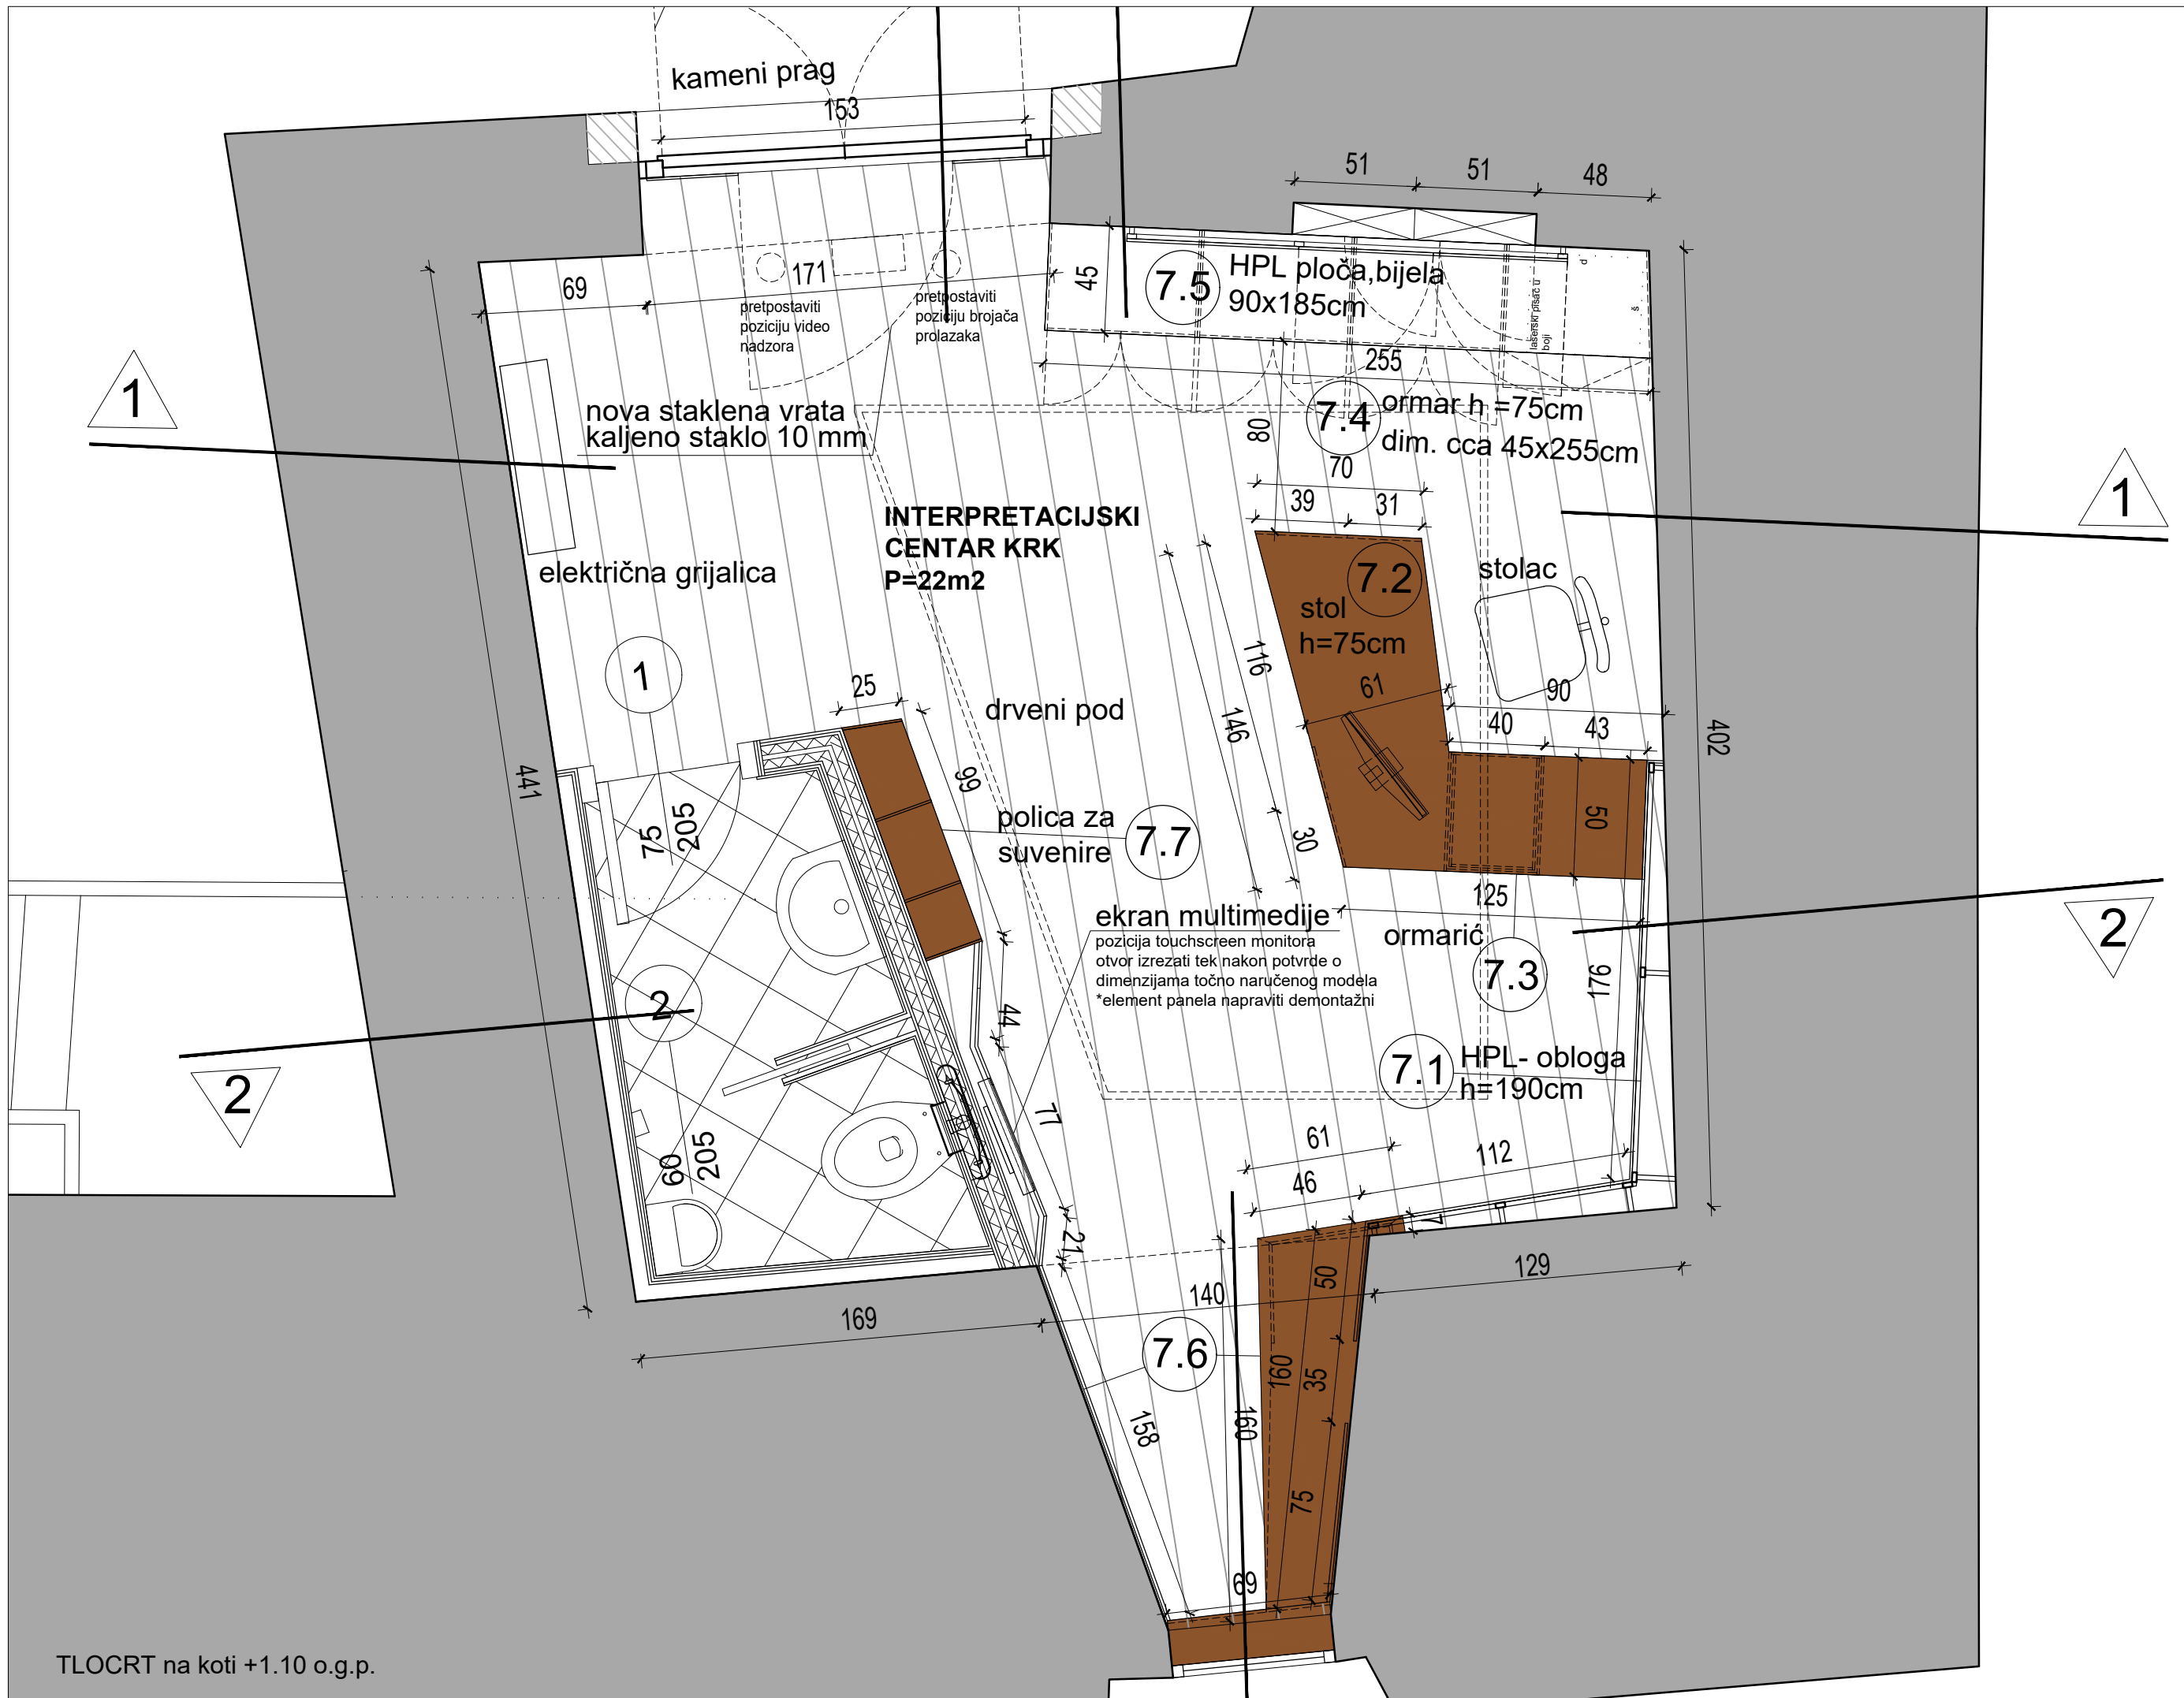 kameni prag
153
51
51
48
69
171
45
7.5
HPL ploča,bijela
90x185cm
laserski pisač u
boji
p
š
pretpostaviti
poziciju video
nadzora
pretpostaviti
poziciju brojača
prolazaka
255
1
nova staklena vrata
kaljeno staklo 10 mm
80
7.4
ormar h =75cm
dim. cca 45x255cm
70
39
31
1
INTERPRETACIJSKI
CENTAR KRK
P=22m2
električna grijalica
7.2
stolac
stol
h=75cm
116
61
90
1
25
drveni pod
146
40
43
402
441
99
75
205
polica za
suvenire
7.7
30
50
125
ekran multimedije
pozicija touchscreen monitora
otvor izrezati tek nakon potvrde o
dimenzijama točno naručenog modela
*element panela napraviti demontažni
ormarić
7.3
176
2
2
44
7.1
HPL- obloga
h=190cm
2
77
60
205
61
112
46
7
21
50
129
140
169
7.6
160
35
160
158
75
69
TLOCRT na koti +1.10 o.g.p.